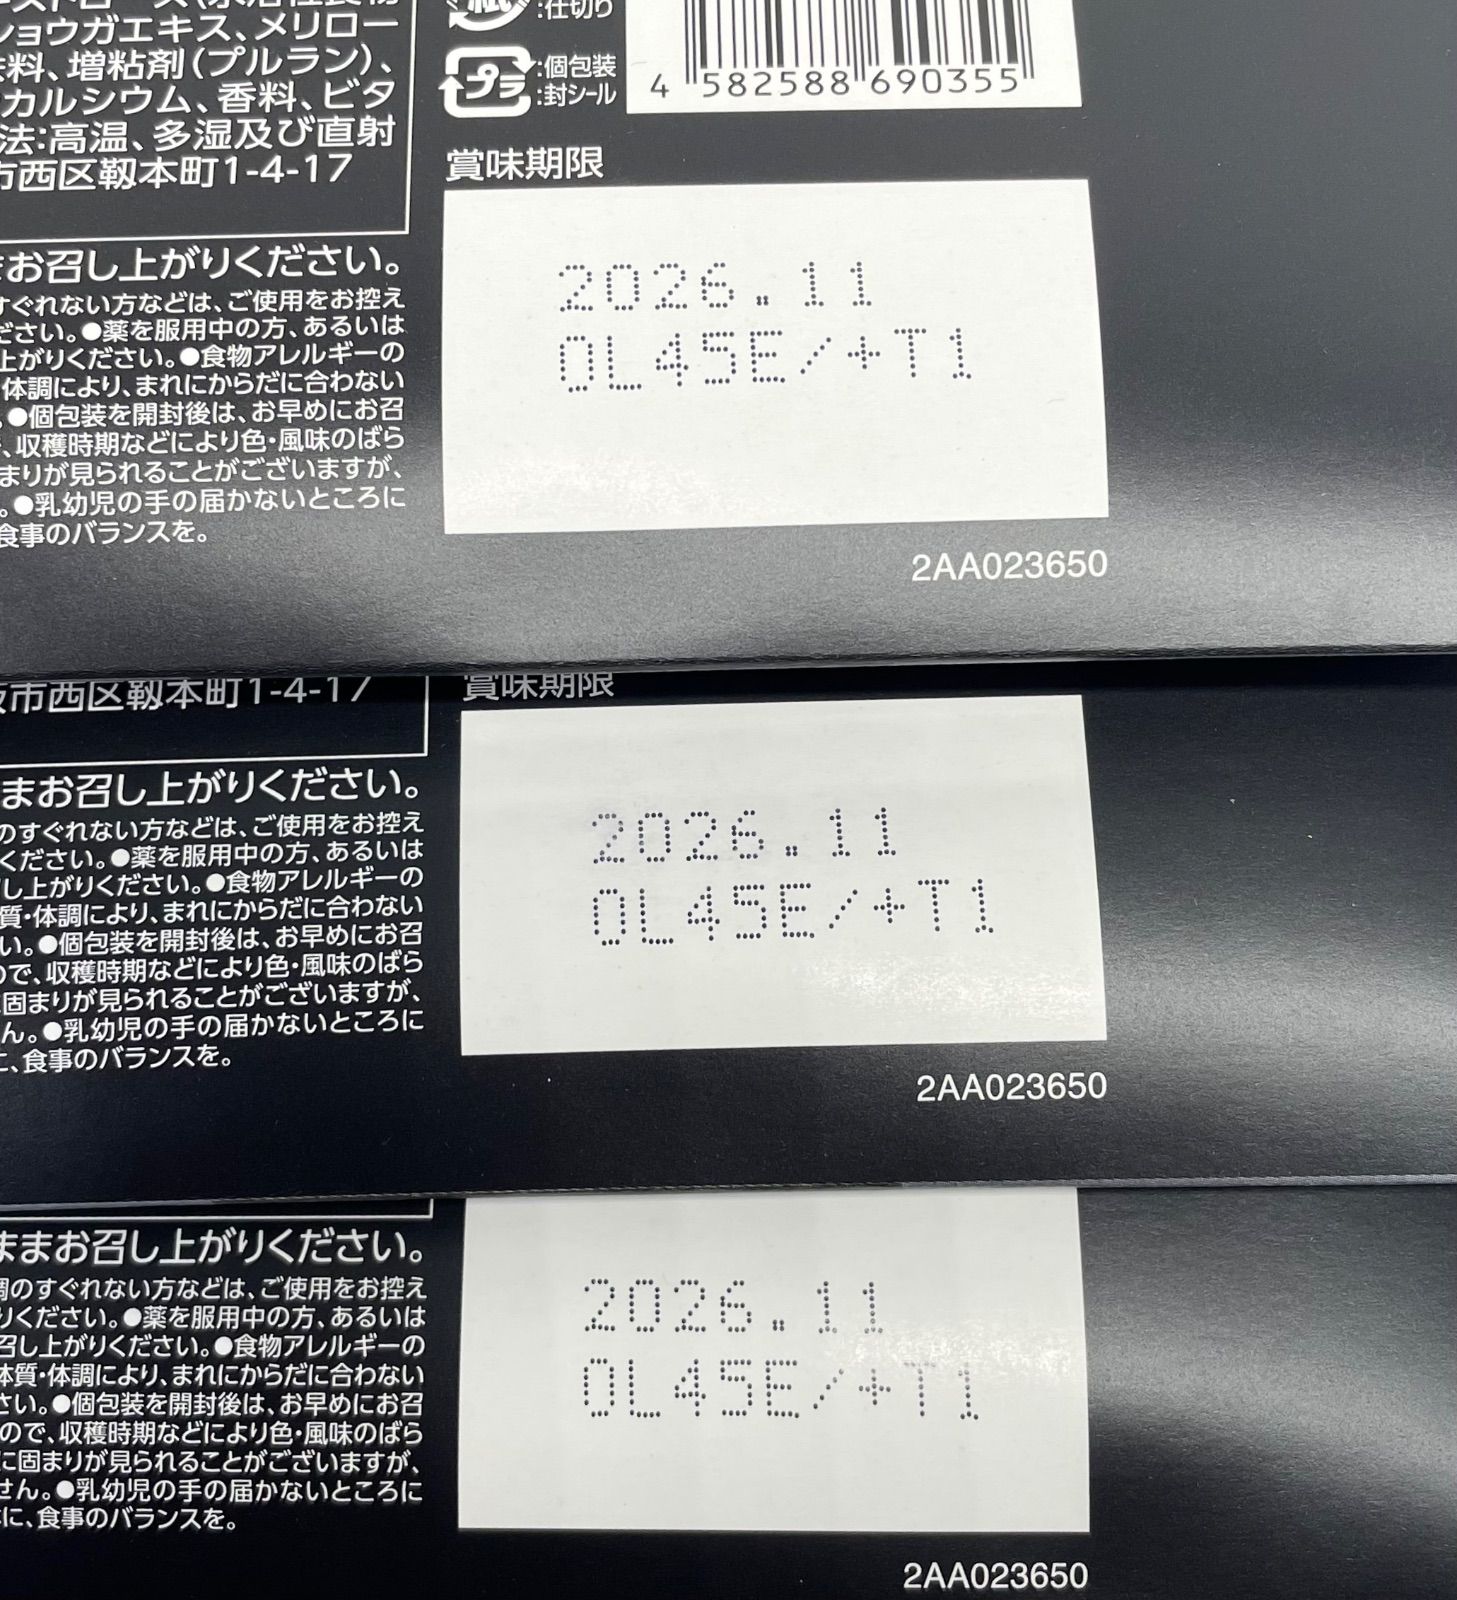 ショウガエキス、メリロー
料、増粘剤(プルラン)、
カルシウム、香料、ビタ
法:高温、多湿及び直射
市西区靱本町1-4-17
お召し上がりください。
すぐれない方などは、ご使用をお控え
ださい。●薬を服用中の方、あるいは
上がりください。●食物アレルギーの
体調により、まれにからだに合わない
。●個包装を開封後は、お早めにお召
、収穫時期などにより色・風味のばら
まりが見られることがございますが、
。●乳幼児の手の届かないところに
食事のバランスを。
紙:仕切り
プラ:個包装
:封シール
4 582588 690355
賞味期限
2026.11
0L45E/+T1
2AA023650
市西区靱本町1-4-17
まお召し上がりください。
のすぐれない方などは、ご使用をお控え
ください。●薬を服用中の方、あるいは
し上がりください。●食物アレルギーの
質・体調により、まれにからだに合わない
い。●個包装を開封後は、お早めにお召
ので、収穫時期などにより色・風味のばら
固まりが見られることがございますが、
ん。●乳幼児の手の届かないところに
に、食事のバランスを。
賞味期限
2026.11
0L45E/+T1
2AA023650
ままお召し上がりください。
調のすぐれない方などは、ご使用をお控え
りください。●薬を服用中の方、あるいは
召し上がりください。●食物アレルギーの
体質・体調により、まれにからだに合わない
さい。●個包装を開封後は、お早めにお召
ので、収穫時期などにより色・風味のばら
に固まりが見られることがございますが、
せん。●乳幼児の手の届かないところに
に、食事のバランスを。
2026.11
0L45E/+T1
2AA023650